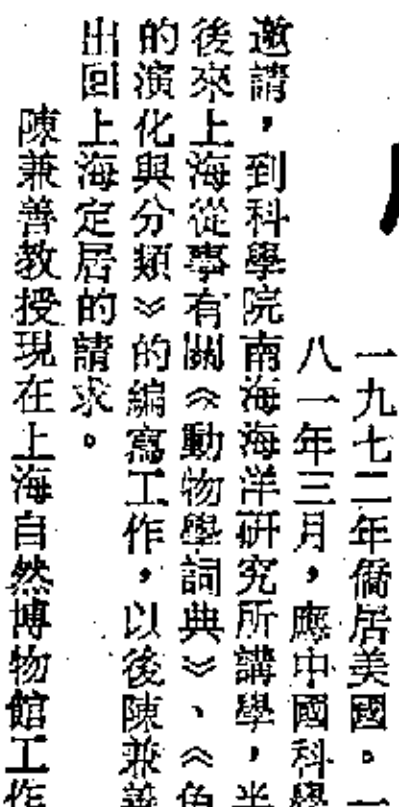 一九七二年僑居美國。一
八一年三月，應中國科學
邀請，到科學院南海海洋研究所講學，半
後來上海從事有關《動物學詞典》、《魚
的演化與分類》的編寫工作，以後陳兼善
出回上海定居的請求。
陳兼善教授現在上海自然博物館工作